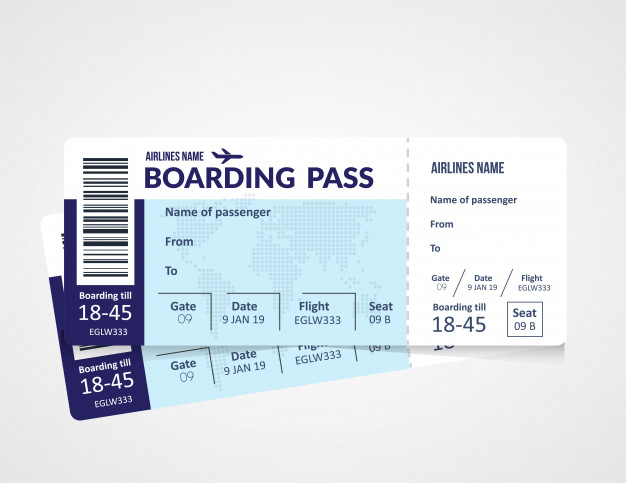 AIRLINES NAME
BOARDING PASS
Name of passenger
From
To
Gate Date Flight Seat
09 9 JAN 19 EGLW333 09 B
Boarding till
18-45
EGLW333
AIRLINES NAME
Name of passenger
From
To
Gate Date Flight
09 9 JAN 19 EGLW333
Boarding till
18-45
Seat
09 B
Boarding till
18-45
EGLW333
Gate Date Flight
09 9 JAN 19 EGLW333 09 B